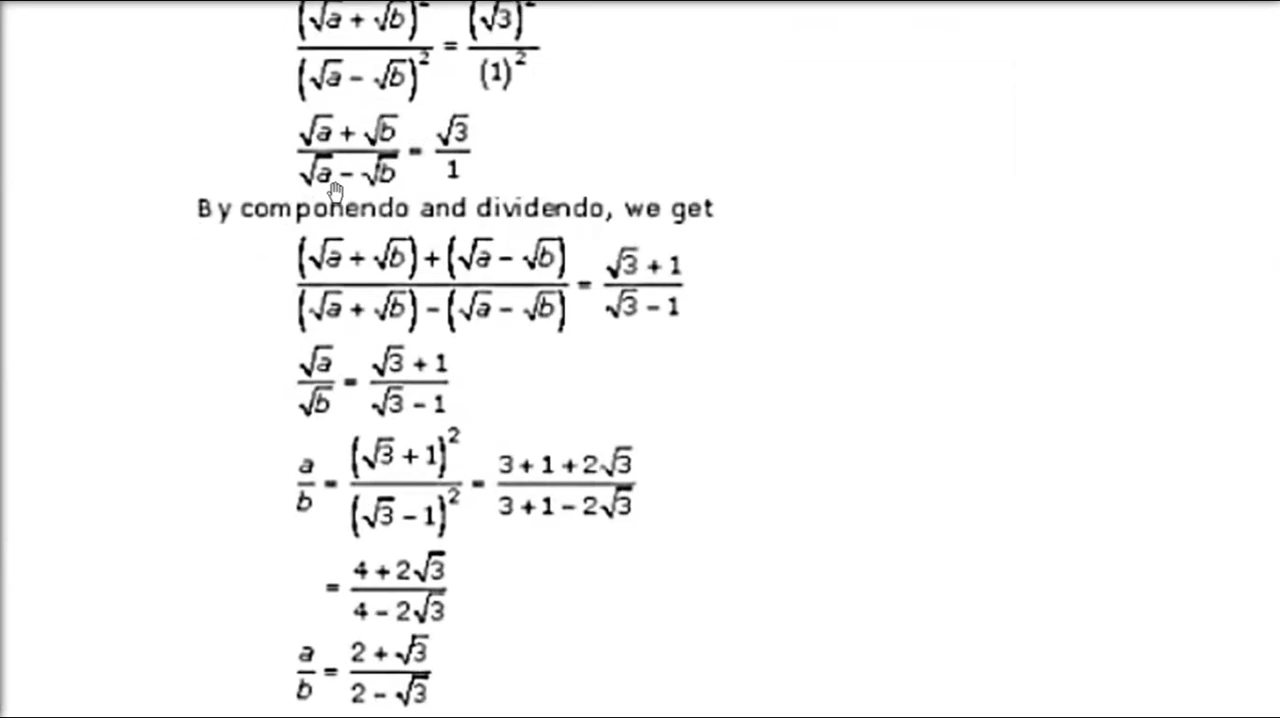 (√a + √b)² / (√a − √b)² = (√3)² / (1)²
√a + √b / √a − √b = √3 / 1
By componendo and dividendo, we get
(√a + √b) + (√a − √b) / (√a + √b) − (√a − √b) = √3 + 1 / √3 − 1
√a / √b = √3 + 1 / √3 − 1
a / b = (√3 + 1)² / (√3 − 1)² = 3 + 1 + 2√3 / 3 + 1 − 2√3
= 4 + 2√3 / 4 − 2√3
a / b = 2 + √3 / 2 − √3